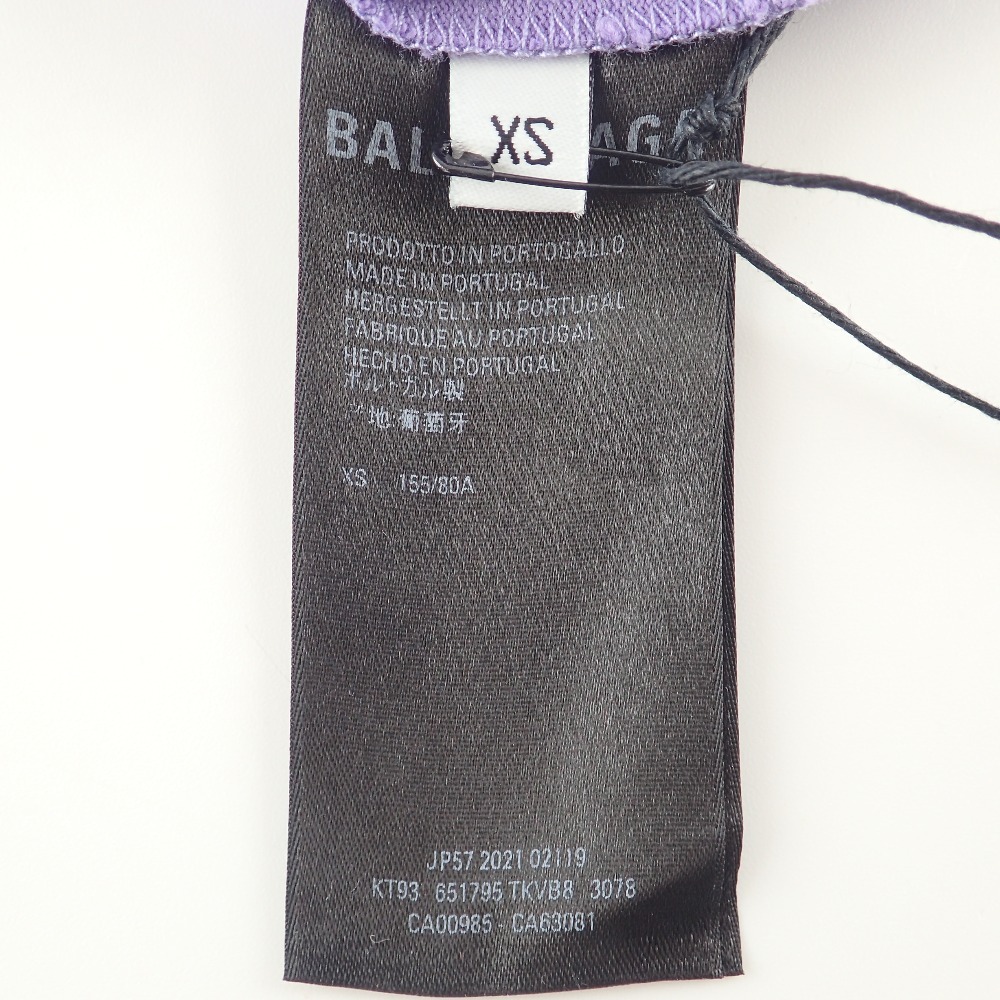 XS
PRODOTTO IN PORTOGALLO
MADE IN PORTUGAL
HERGESTELLT IN PORTUGAL
FABRIQUE AU PORTUGAL
HECHO EN PORTUGAL
ポルトガル製
地 葡萄牙
XS 155/80A
JP57 2021 02119
KT93 651795 TKVB8 3078
CA00985 - CA63081